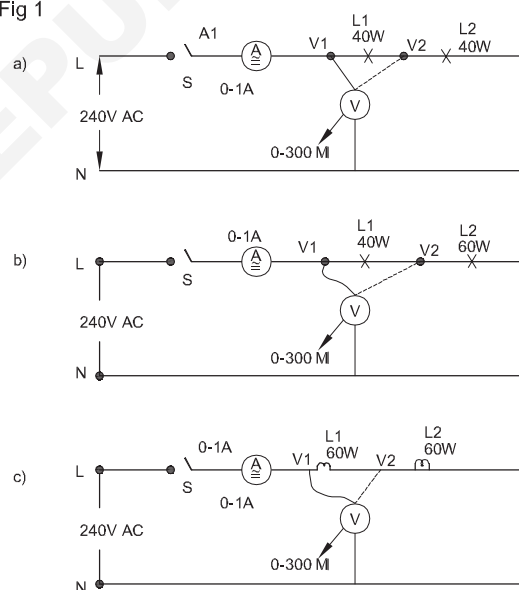 Fig 1
a)
L
240V AC
N
S
A1
A
0-1A
V1
L1
40W
V2
L2
40W
V
0-300 MI
b)
L
240V AC
N
S
0-1A
A
V1
L1
40W
V2
L2
60W
V
0-300 MI
c)
L
240V AC
N
S
0-1A
A
0-1A
V1
L1
60W
V2
L2
60W
V
0-300 MI